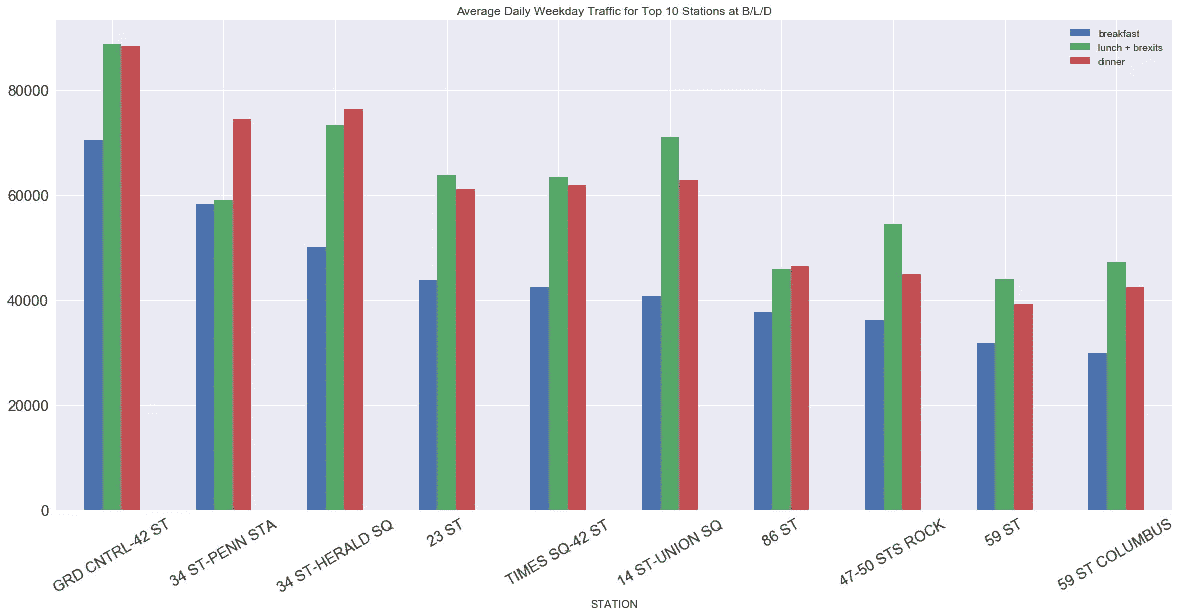 Average Daily Weekday Traffic for Top 10 Stations at B/L/D
breakfast
lunch + brexits
dinner
80000
60000
40000
20000
0
GRD CNTRL-42 ST
34 ST-PENN STA
34 ST-HERALD SQ
23 ST
TIMES SQ-42 ST
14 ST-UNION SQ
86 ST
47-50 STS ROCK
59 ST
59 ST COLUMBUS
STATION